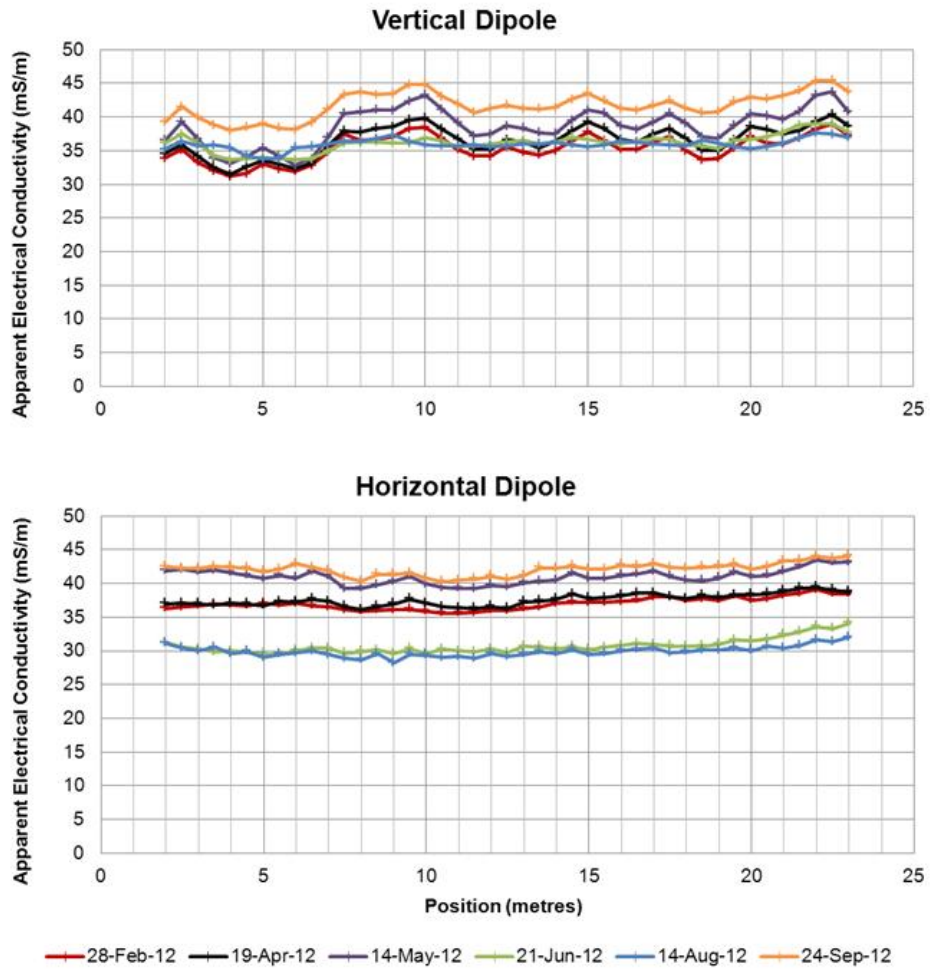 Vertical Dipole
Apparent Electrical Conductivity (mS/m)
50
45
40
35
30
25
20
15
10
5
0
0 5 10 15 20 25
Horizontal Dipole
Apparent Electrical Conductivity (mS/m)
50
45
40
35
30
25
20
15
10
5
0
0 5 10 15 20 25
Position (metres)
28-Feb-12 19-Apr-12 14-May-12 21-Jun-12 14-Aug-12 24-Sep-12